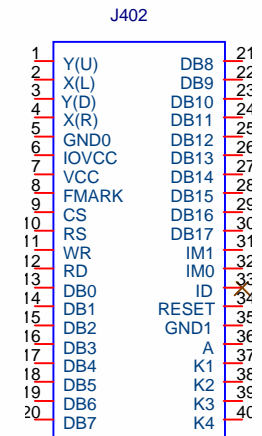 J402
1 Y(U) DB8 21
2 X(L) DB9 22
3 Y(D) DB10 23
4 X(R) DB11 24
5 GND0 DB12 25
6 IOVCC DB13 26
7 VCC DB14 27
8 FMARK DB15 28
9 CS DB16 29
10 RS DB17 30
11 WR IM1 31
12 RD IM0 32
13 DB0 ID 33
14 DB1 RESET 34
15 DB2 GND1 35
16 DB3 A 36
17 DB4 K1 37
18 DB5 K2 38
19 DB6 K3 39
20 DB7 K4 40